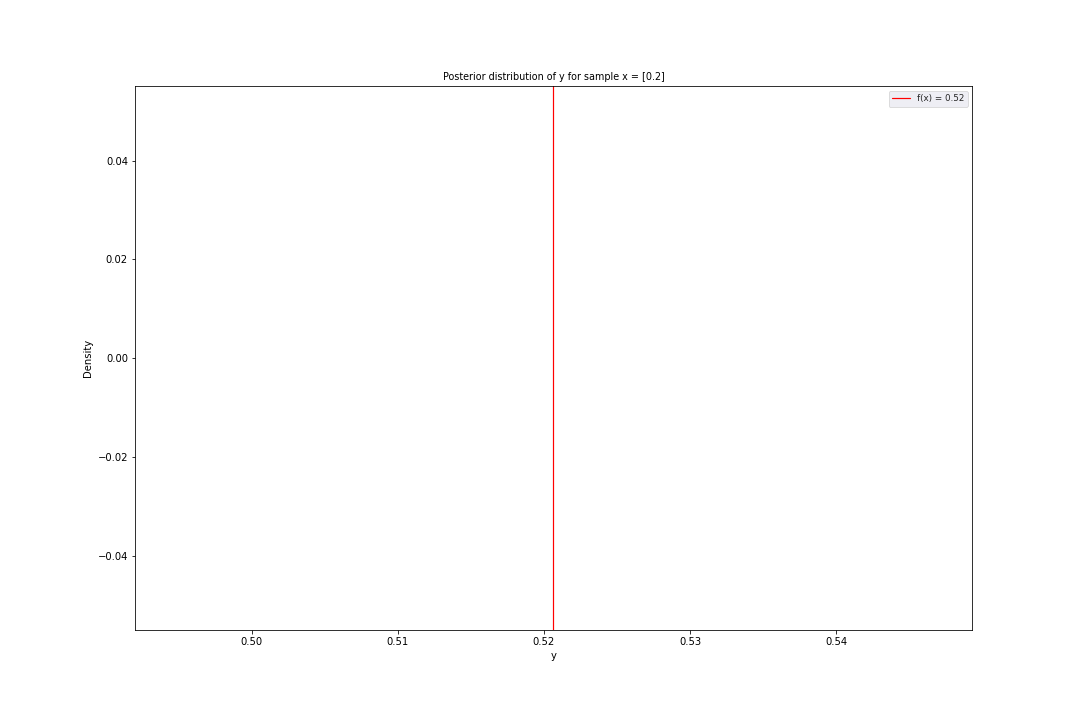 Posterior distribution of y for sample x = [0.2]
f(x) = 0.52
0.04
0.02
0.00
−0.02
−0.04
Density
0.50 0.51 0.52 0.53 0.54
y